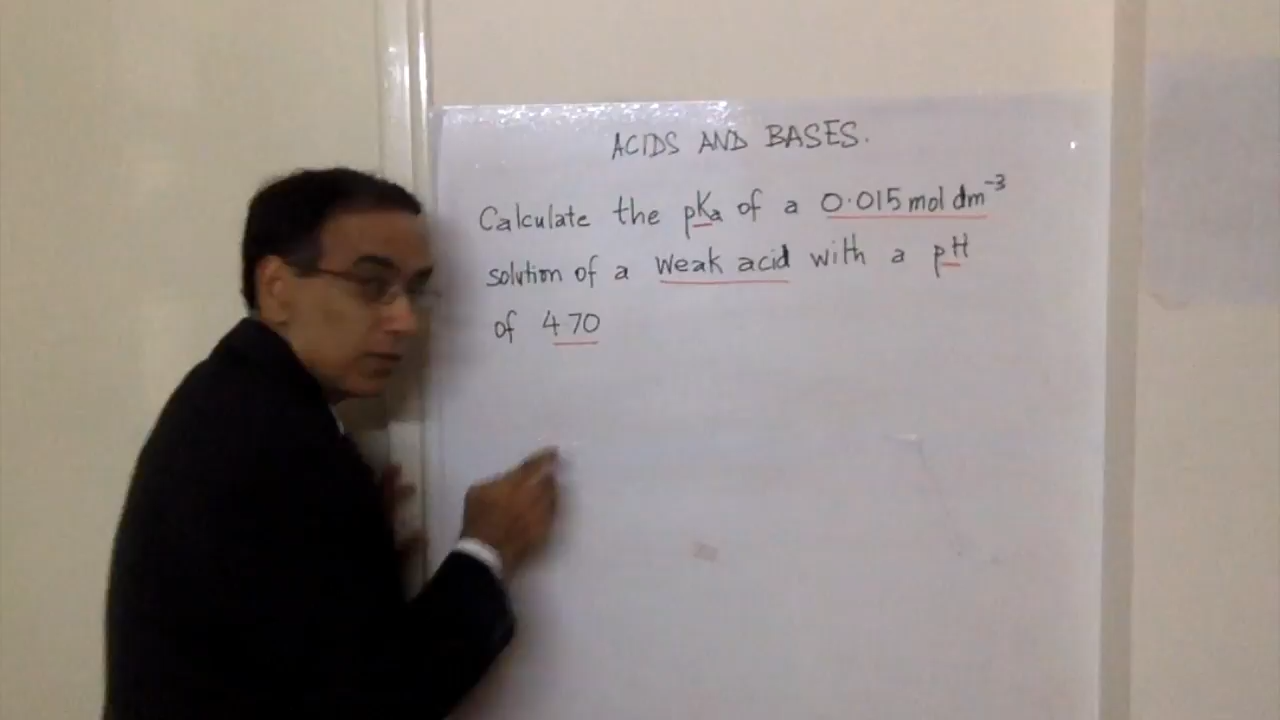 ACIDS AND BASES.
Calculate the pKa of a 0.015 mol dm⁻³
solution of a weak acid with a pH
of 4 70